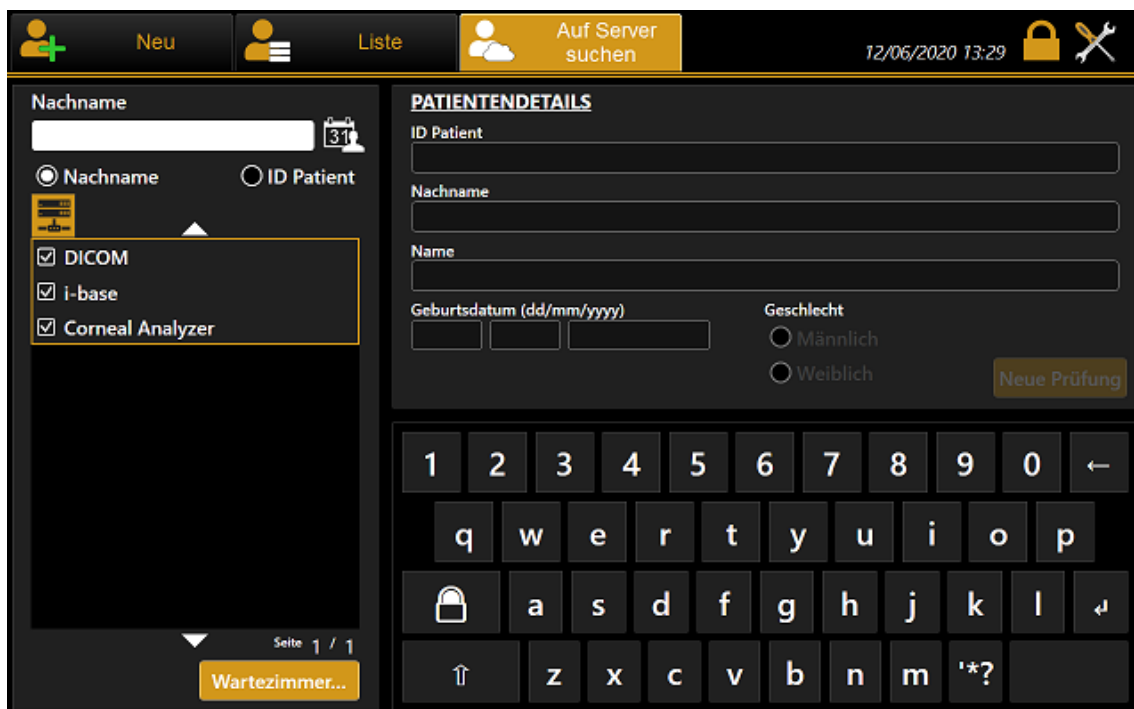 Neu
Liste
Auf Server
suchen
12/06/2020 13:29
Nachname
31
Nachname
ID Patient
DICOM
i-base
Corneal Analyzer
Seite 1 / 1
Wartezimmer...
PATIENTENDETAILS
ID Patient
Nachname
Name
Geburtsdatum (dd/mm/yyyy)
Geschlecht
Männlich
Weiblich
Neue Prüfung
1 2 3 4 5 6 7 8 9 0 ←
q w e r t y u i o p
a s d f g h j k l ↲
⇧ z x c v b n m '*?